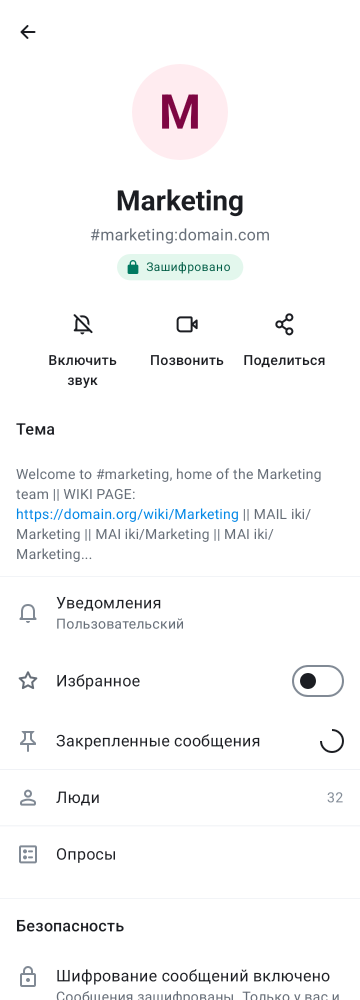 M
Marketing
#marketing:domain.com
Зашифровано
Включить
звук
Позвонить
Поделиться
Тема
Welcome to #marketing, home of the Marketing
team || WIKI PAGE:
https://domain.org/wiki/Marketing || MAIL iki/
Marketing || MAI iki/Marketing || MAI iki/
Marketing...
Уведомления
Пользовательский
Избранное
Закрепленные сообщения
Люди
32
Опросы
Безопасность
Шифрование сообщений включено
Сообщения зашифрованы. Только у вас и